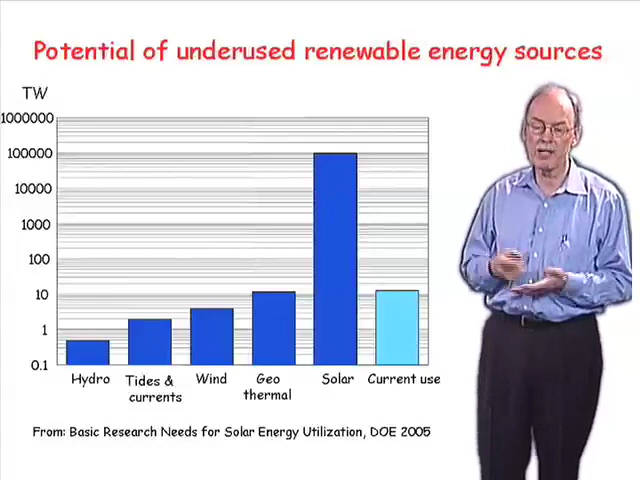 Potential of underused renewable energy sources
TW
1000000
100000
10000
1000
100
10
1
0.1
Hydro
Tides &
currents
Wind
Geo
thermal
Solar
Current use
From: Basic Research Needs for Solar Energy Utilization, DOE 2005